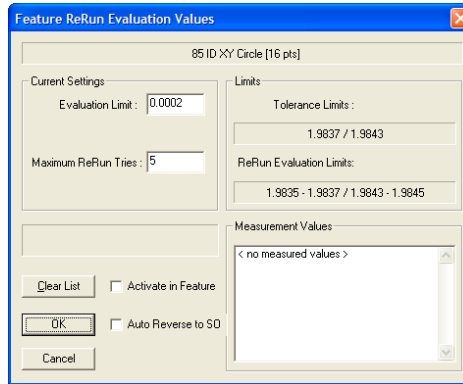 Feature ReRun Evaluation Values
85 ID XY Circle [16 pts]
Current Settings
Evaluation Limit : 0.0002
Maximum ReRun Tries : 5
Limits
Tolerance Limits :
1.9837 / 1.9843
ReRun Evaluation Limits:
1.9835 - 1.9837 / 1.9843 - 1.9845
Measurement Values
< no measured values >
Clear List
Activate in Feature
OK
Auto Reverse to SO
Cancel